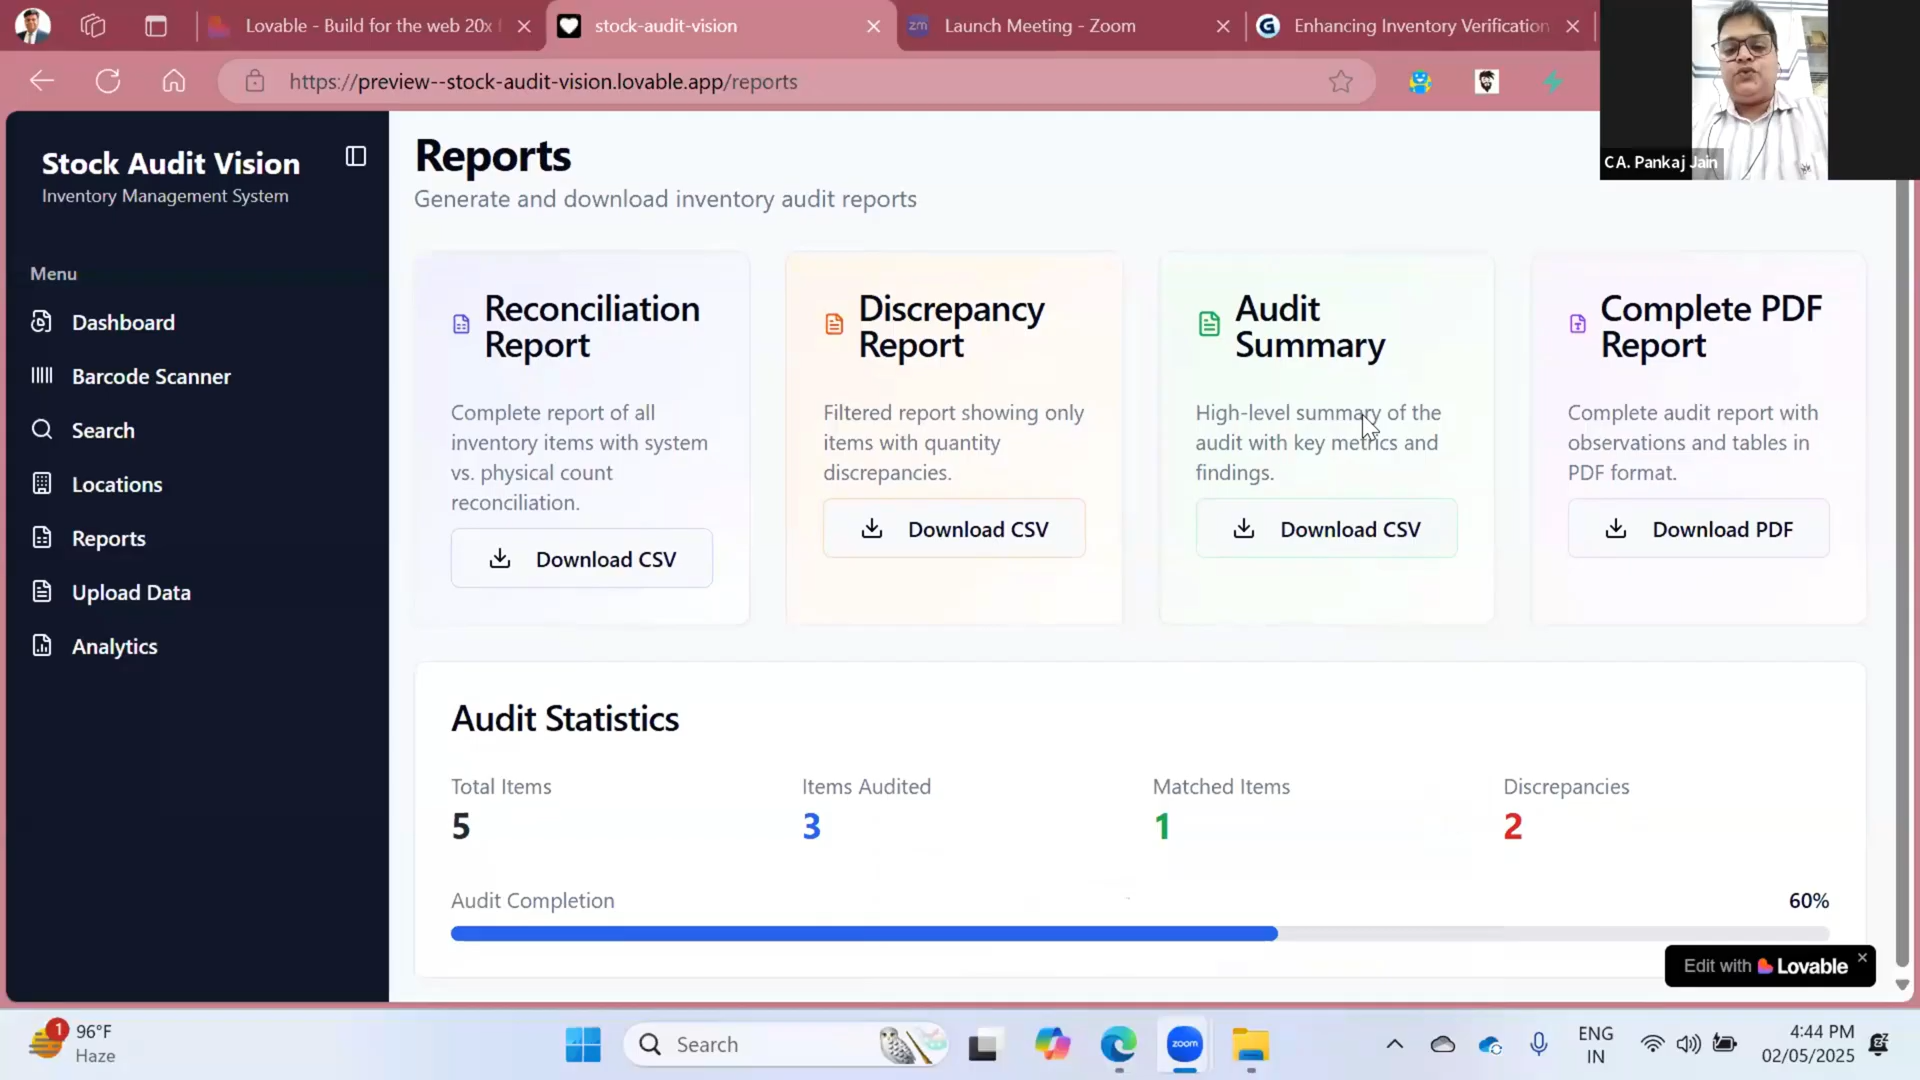 Lovable - Build for the web 20x
stock-audit-vision
zm
Launch Meeting - Zoom
G
Enhancing Inventory Verification
https://preview--stock-audit-vision.lovable.app/reports
CA. Pankaj Jain
Stock Audit Vision
Inventory Management System
Menu
Dashboard
Barcode Scanner
Search
Locations
Reports
Upload Data
Analytics
Reports
Generate and download inventory audit reports
Reconciliation
Report
Complete report of all
inventory items with system
vs. physical count
reconciliation.
Download CSV
Discrepancy
Report
Filtered report showing only
items with quantity
discrepancies.
Download CSV
Audit
Summary
High-level summary of the
audit with key metrics and
findings.
Download CSV
Complete PDF
Report
Complete audit report with
observations and tables in
PDF format.
Download PDF
Audit Statistics
Total Items
5
Items Audited
3
Matched Items
1
Discrepancies
2
Audit Completion
60%
Edit with Lovable
1
96°F
Haze
Search
zoom
ENG
IN
4:44 PM
02/05/2025